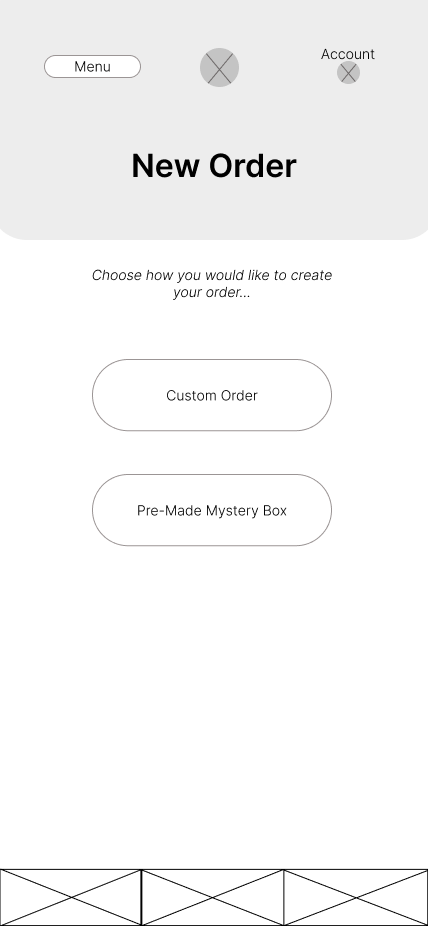 Menu
Account
New Order
Choose how you would like to create
your order...
Custom Order
Pre-Made Mystery Box